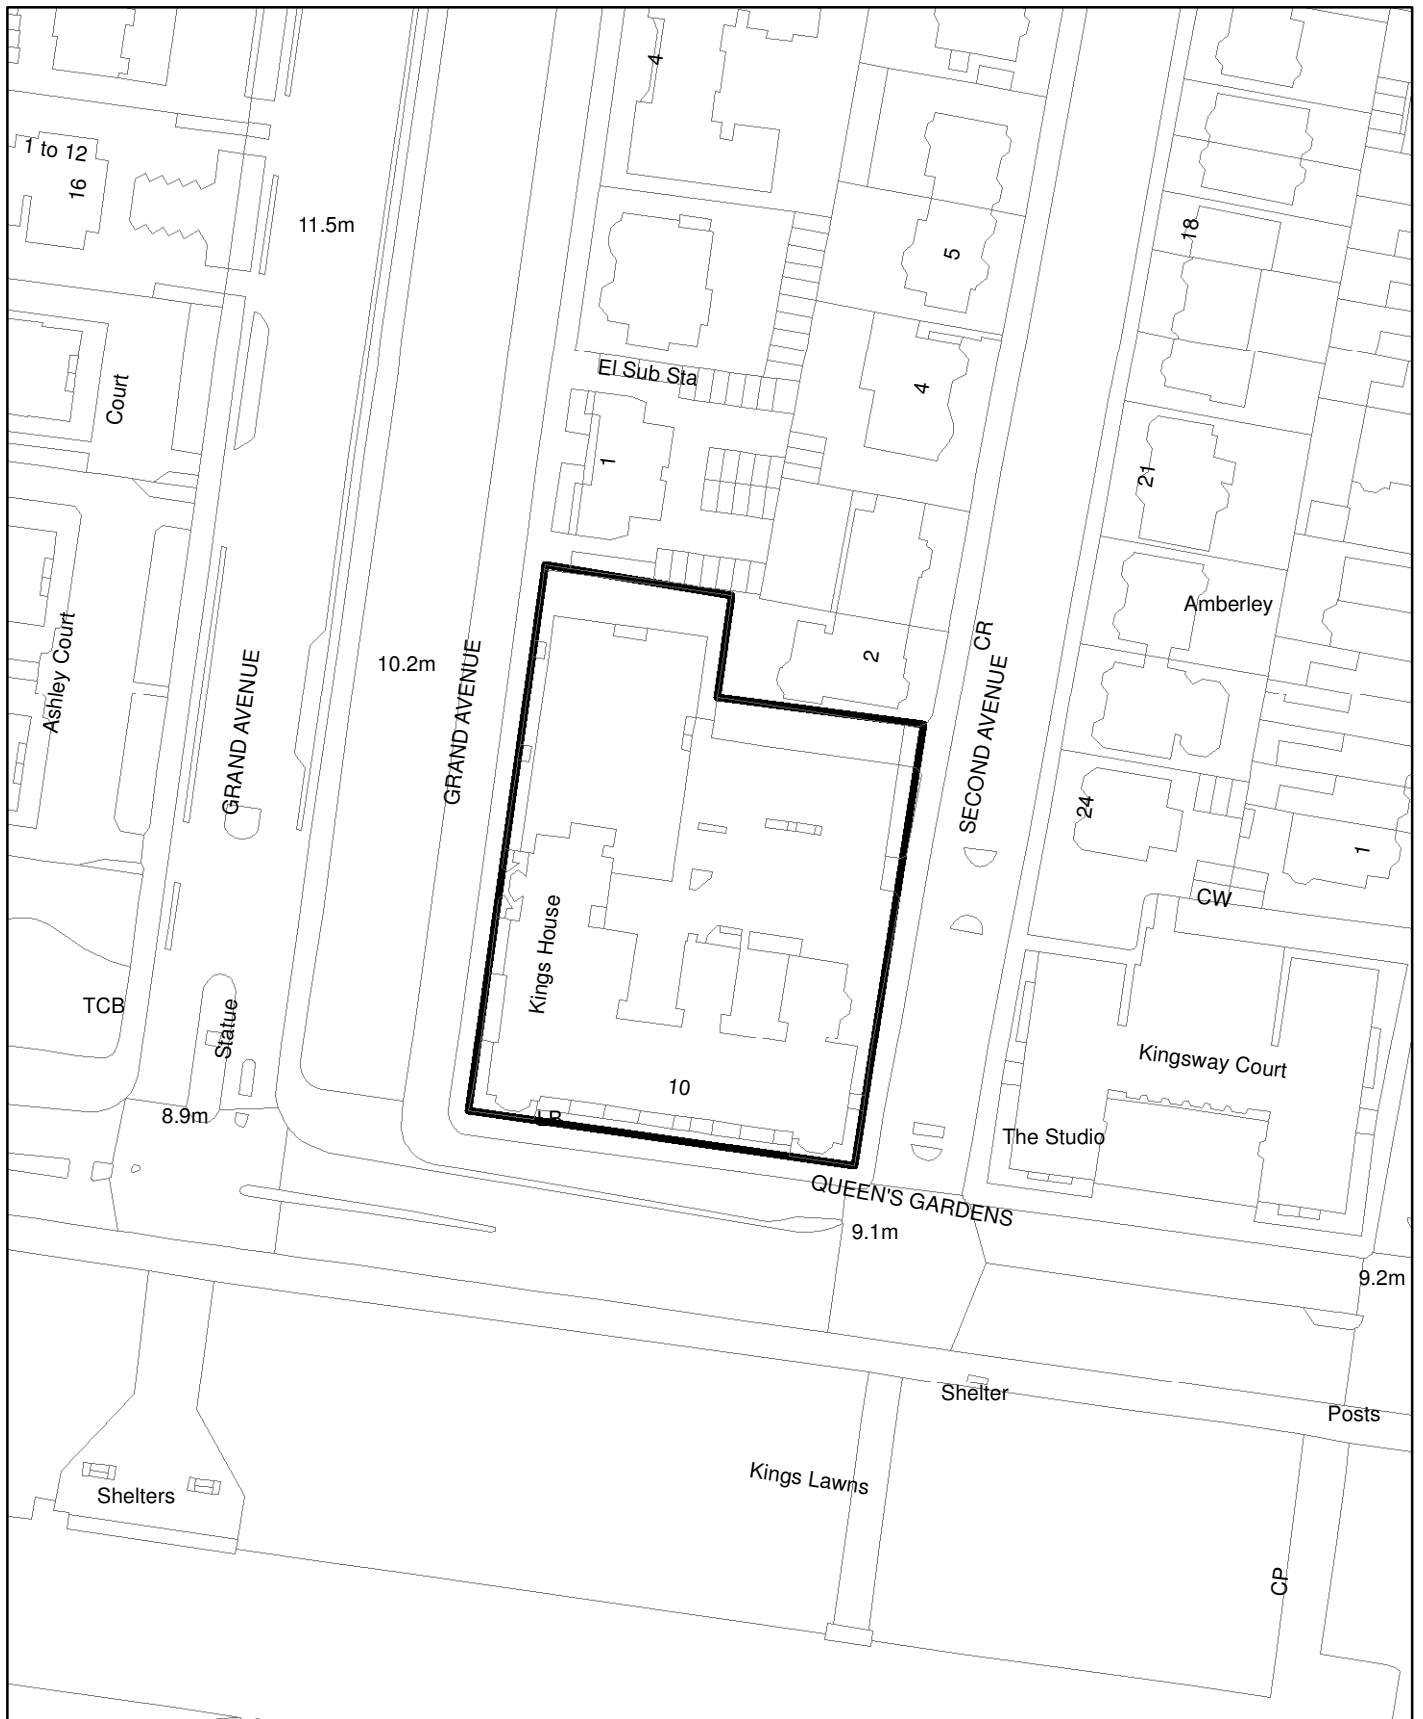 4
1 to 12
16
11.5m
18
5
El Sub Sta
4
Court
1
21
Amberley
Ashley Court
CR
2
10.2m
GRAND AVENUE
GRAND AVENUE
SECOND AVENUE
24
1
CW
Kings House
TCB
Statue
Kingsway Court
10
8.9m
LB
The Studio
QUEEN'S GARDENS
9.1m
9.2m
Shelter
Posts
Kings Lawns
Shelters
CP